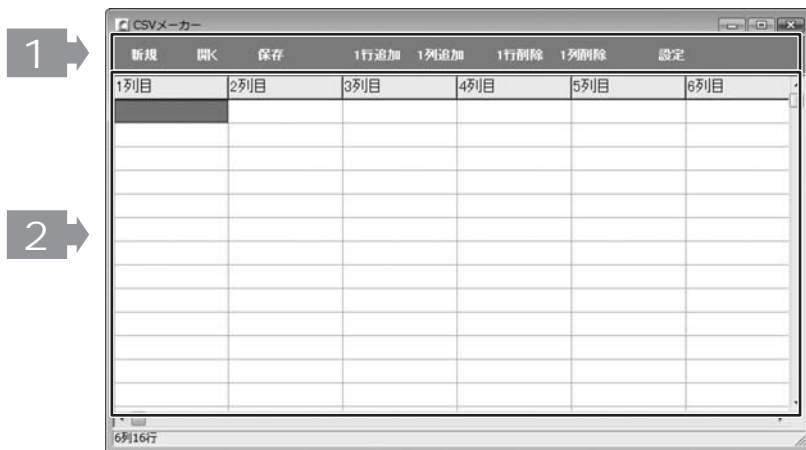 CSVメーカー
1
新規 開く 保存 1行追加 1列追加 1行削除 1列削除 設定
1列目 2列目 3列目 4列目 5列目 6列目
2
6列16行